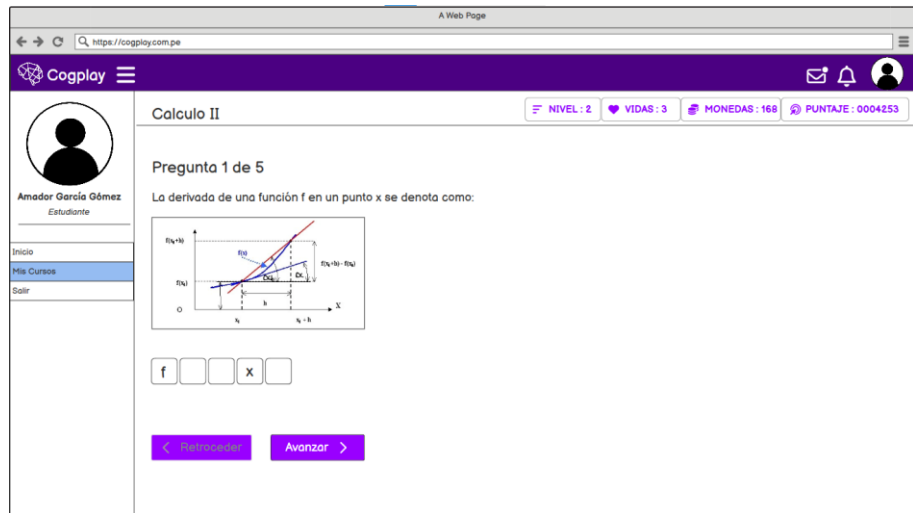 A Web Page
https://cogplay.com.pe
Cogplay
Calculo II
NIVEL : 2
VIDAS : 3
MONEDAS : 168
PUNTAJE : 0004253
Amador García Gómez
Estudiante
Inicio
Mis Cursos
Salir
Pregunta 1 de 5
La derivada de una función f en un punto x se denota como:
f(x₀+h)
f(x)
f(x₀+h) - f(x₀)
f(x₀)
h
O
X
x₀
x₀ + h
f
x
Retroceder
Avanzar